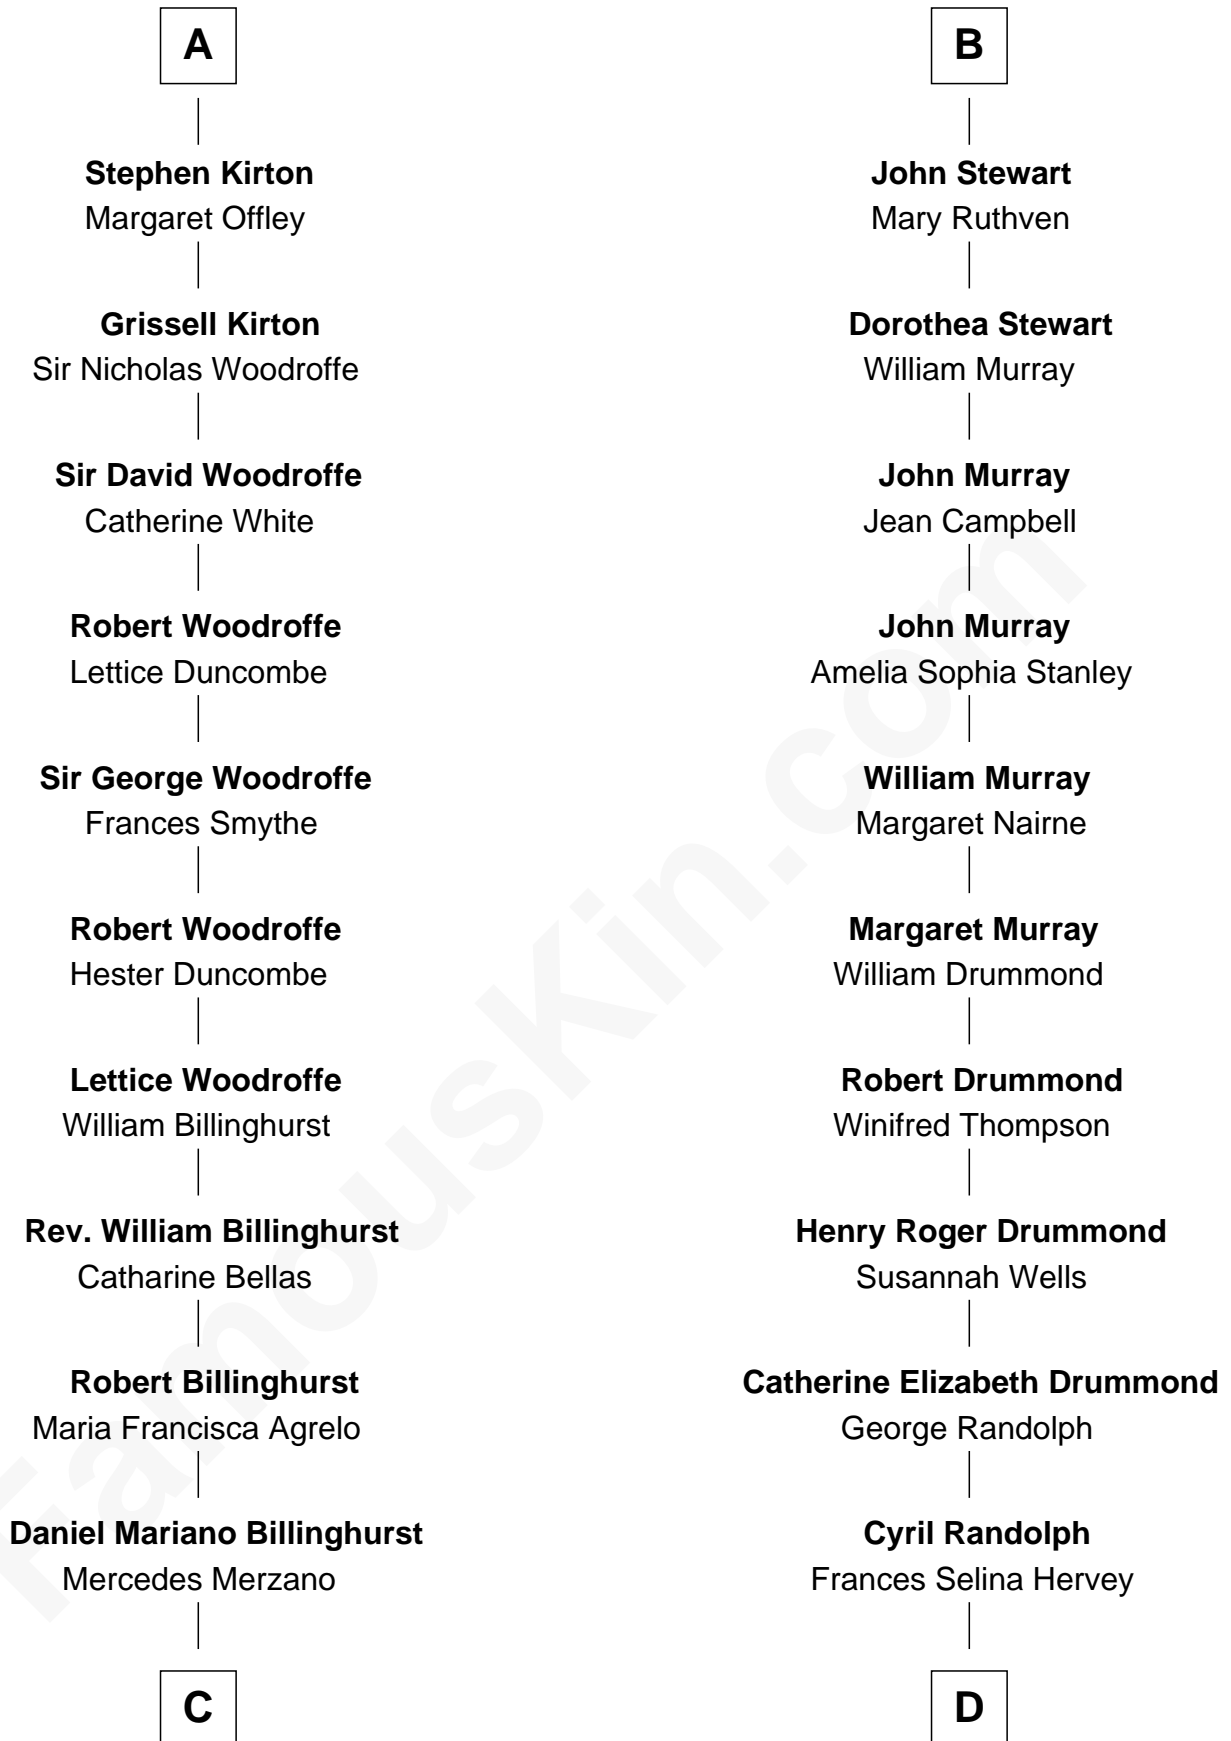 A
Stephen Kirton
Margaret Offley
Grissell Kirton
Sir Nicholas Woodroffe
Sir David Woodroffe
Catherine White
Robert Woodroffe
Lettice Duncombe
Sir George Woodroffe
Frances Smythe
Robert Woodroffe
Hester Duncombe
Lettice Woodroffe
William Billinghurst
Rev. William Billinghurst
Catharine Bellas
Robert Billinghurst
Maria Francisca Agrelo
Daniel Mariano Billinghurst
Mercedes Merzano
C
B
John Stewart
Mary Ruthven
Dorothea Stewart
William Murray
John Murray
Jean Campbell
John Murray
Amelia Sophia Stanley
William Murray
Margaret Nairne
Margaret Murray
William Drummond
Robert Drummond
Winifred Thompson
Henry Roger Drummond
Susannah Wells
Catherine Elizabeth Drummond
George Randolph
Cyril Randolph
Frances Selina Hervey
D
FamousKin.com